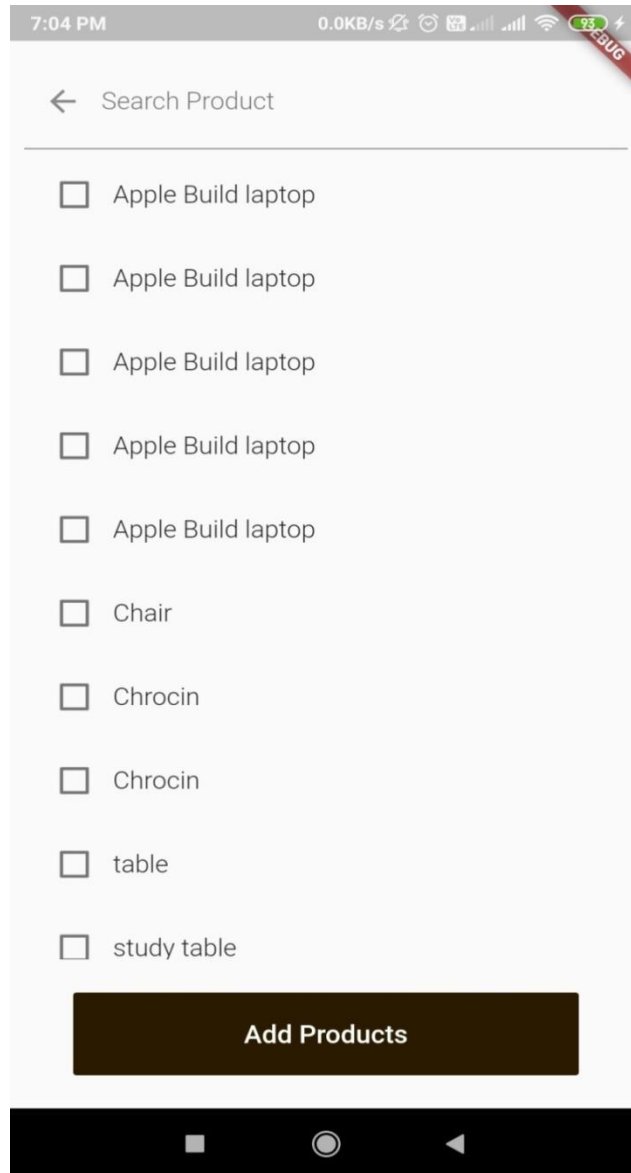 7:04 PM 0.0KB/s 93
DEBUG
Search Product
Apple Build laptop
Apple Build laptop
Apple Build laptop
Apple Build laptop
Apple Build laptop
Chair
Chrocin
Chrocin
table
study table
Add Products